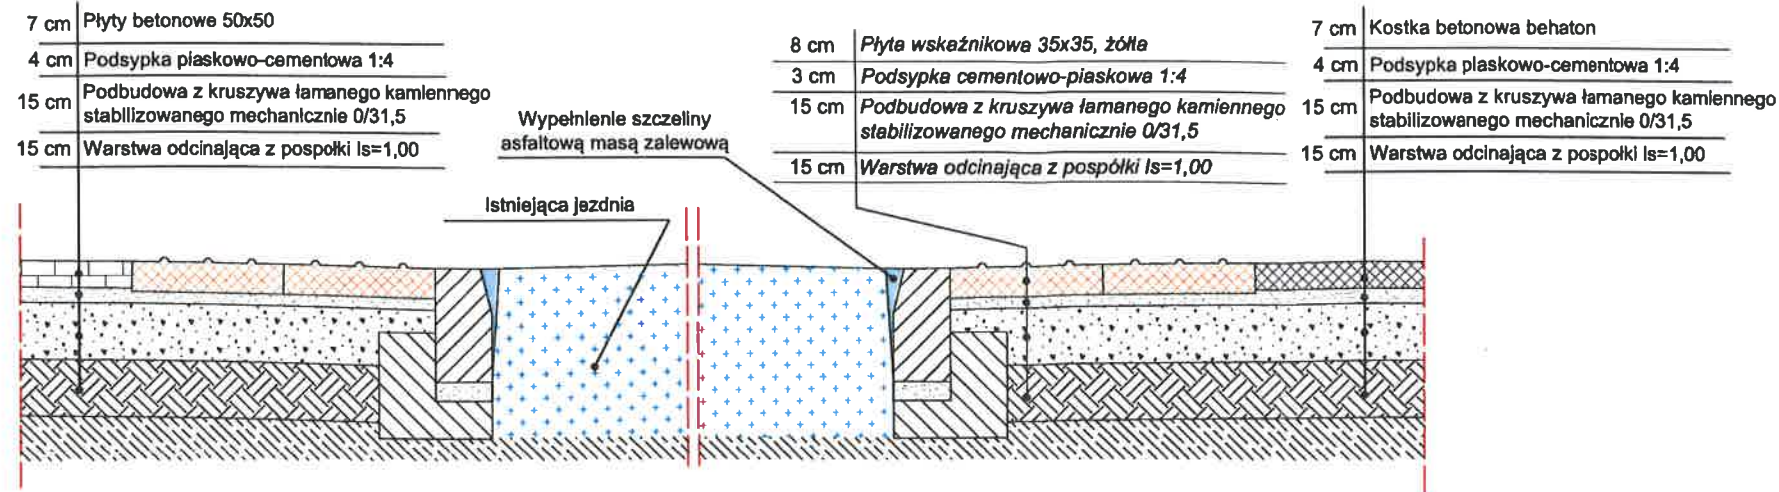 7 cm Płyty betonowe 50x50
4 cm Podsypka piaskowo-cementowa 1:4
15 cm Podbudowa z kruszywa łamanego kamiennego
stabilizowanego mechanicznie 0/31,5
15 cm Warstwa odcinająca z pospółki Is=1,00
Wypełnienie szczeliny
asfaltową masą zalewową
Istniejąca jezdnia
8 cm Płyta wskaźnikowa 35x35, żółta
3 cm Podsypka cementowo-piaskowa 1:4
15 cm Podbudowa z kruszywa łamanego kamiennego
stabilizowanego mechanicznie 0/31,5
15 cm Warstwa odcinająca z pospółki Is=1,00
7 cm Kostka betonowa behaton
4 cm Podsypka piaskowo-cementowa 1:4
15 cm Podbudowa z kruszywa łamanego kamiennego
stabilizowanego mechanicznie 0/31,5
15 cm Warstwa odcinająca z pospółki Is=1,00